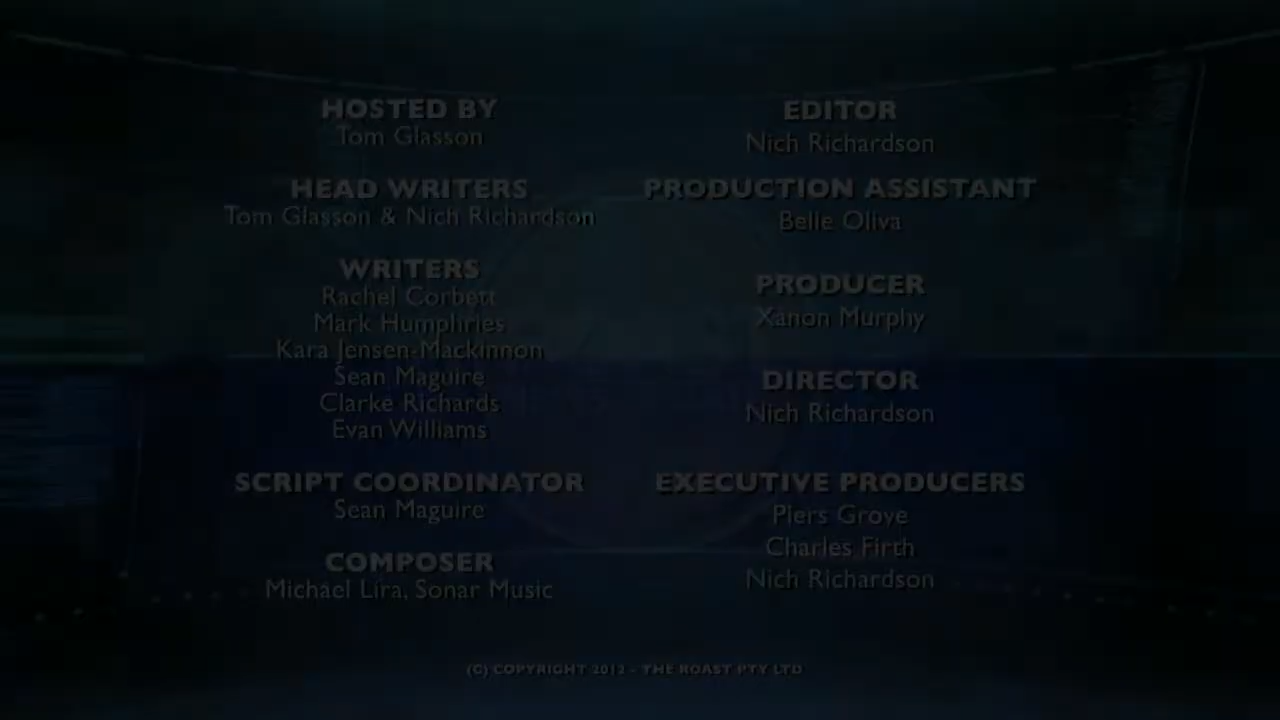 HOSTED BY
Tom Glasson
HEAD WRITERS
Tom Glasson & Nich Richardson
WRITERS
Rachel Corbett
Mark Humphries
Kara Jensen-Mackinnon
Sean Maguire
Clarke Richards
Evan Williams
SCRIPT COORDINATOR
Sean Maguire
COMPOSER
Michael Lira, Sonar Music
EDITOR
Nich Richardson
PRODUCTION ASSISTANT
Belle Oliva
PRODUCER
Xanon Murphy
DIRECTOR
Nich Richardson
EXECUTIVE PRODUCERS
Piers Grove
Charles Firth
Nich Richardson
(C) COPYRIGHT 2012 - THE ROAST PTY LTD